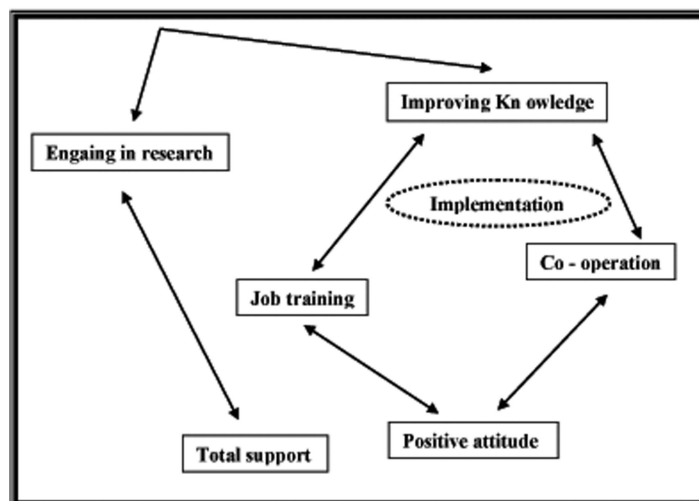 Improving Kn owledge
Engaing in research
Implementation
Co - operation
Job training
Positive attitude
Total support